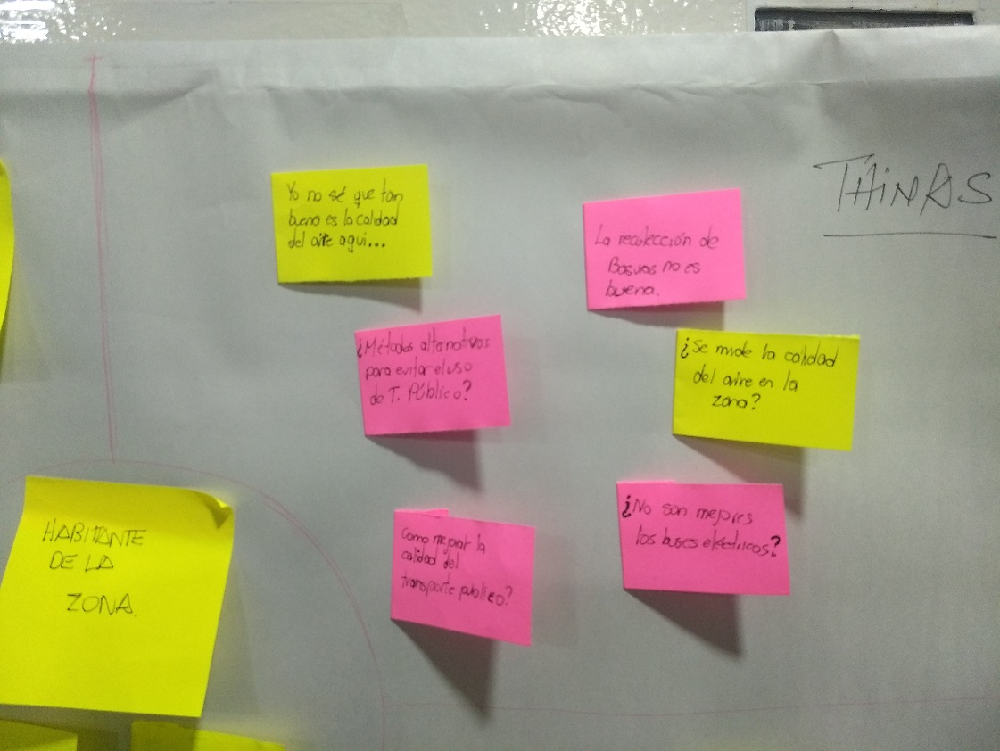 THINKS
Yo no sé que tan
bueno es la calidad
del aire aqui...
La recolección de
Basuras no es
buena.
¿Métodos alternativos
para evitar el uso
de T. Público?
¿Se mide la calidad
del aire en la
zona?
¿No son mejores
los buses eléctricos?
Como mejorar la
calidad del
transporte publico?
HABITANTE
DE LA
ZONA.